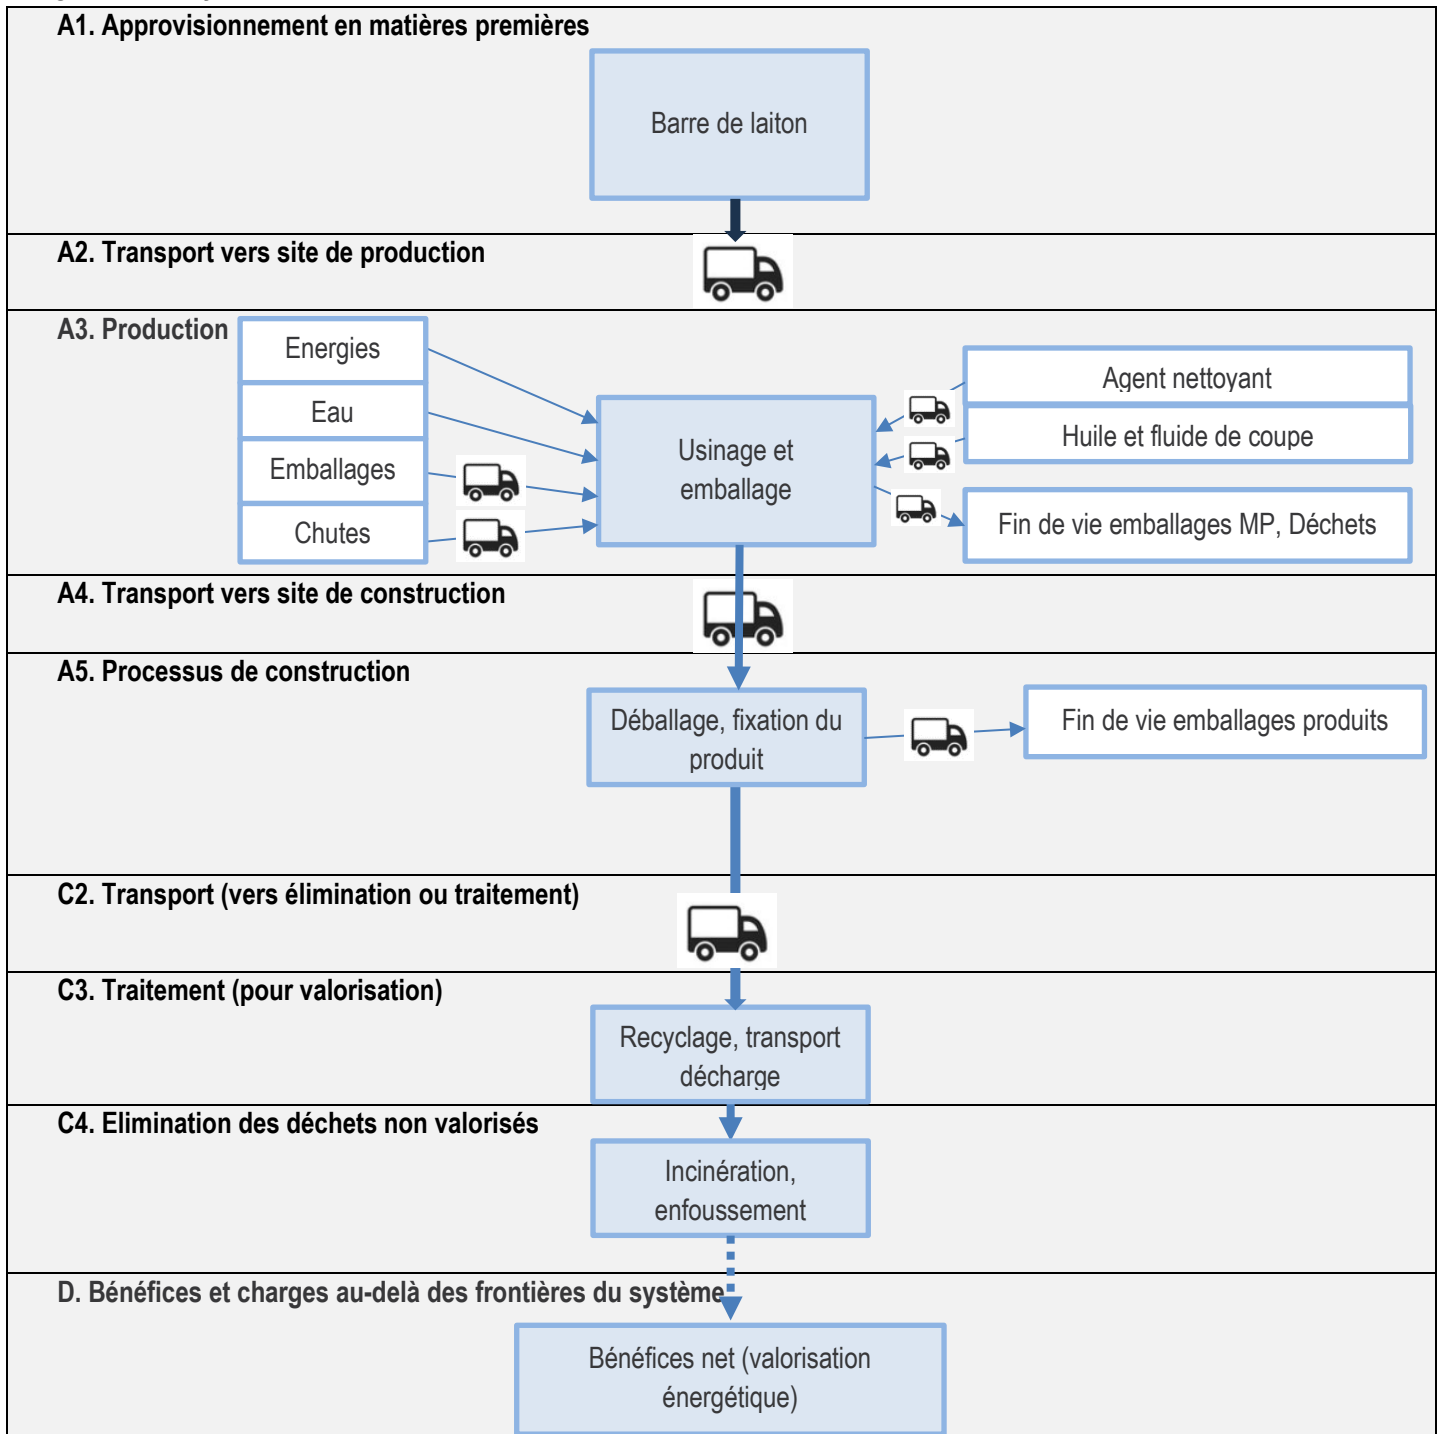 A1. Approvisionnement en matières premières
Barre de laiton
A2. Transport vers site de production
A3. Production
Energies
Eau
Emballages
Chutes
Usinage et
emballage
Agent nettoyant
Huile et fluide de coupe
Fin de vie emballages MP, Déchets
A4. Transport vers site de construction
A5. Processus de construction
Déballage, fixation du
produit
Fin de vie emballages produits
C2. Transport (vers élimination ou traitement)
C3. Traitement (pour valorisation)
Recyclage, transport
décharge
C4. Elimination des déchets non valorisés
Incinération,
enfoussement
D. Bénéfices et charges au-delà des frontières du système
Bénéfices net (valorisation
énergétique)